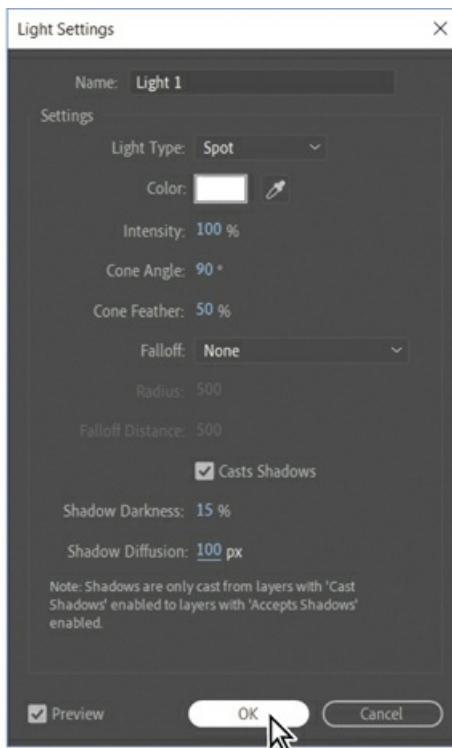 Light Settings
Name: Light 1
Settings
Light Type: Spot
Color:
Intensity: 100 %
Cone Angle: 90 °
Cone Feather: 50 %
Falloff: None
Radius: 500
Falloff Distance: 500
Casts Shadows
Shadow Darkness: 15 %
Shadow Diffusion: 100 px
Note: Shadows are only cast from layers with 'Cast
Shadows' enabled to layers with 'Accepts Shadows'
enabled.
Preview OK Cancel